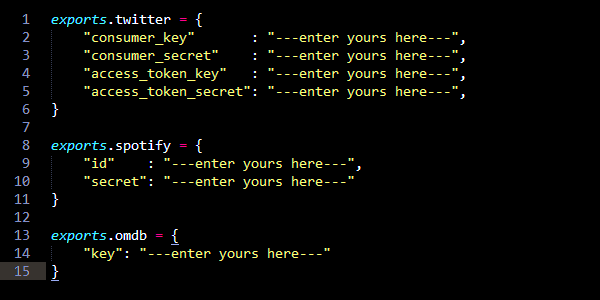 1 exports.twitter = {
2     "consumer_key"       : "---enter yours here---",
3     "consumer_secret"    : "---enter yours here---",
4     "access_token_key"   : "---enter yours here---",
5     "access_token_secret": "---enter yours here---",
6 }
7
8 exports.spotify = {
9     "id"    : "---enter yours here---",
10     "secret": "---enter yours here---"
11 }
12
13 exports.omdb = {
14     "key": "---enter yours here---"
15 }